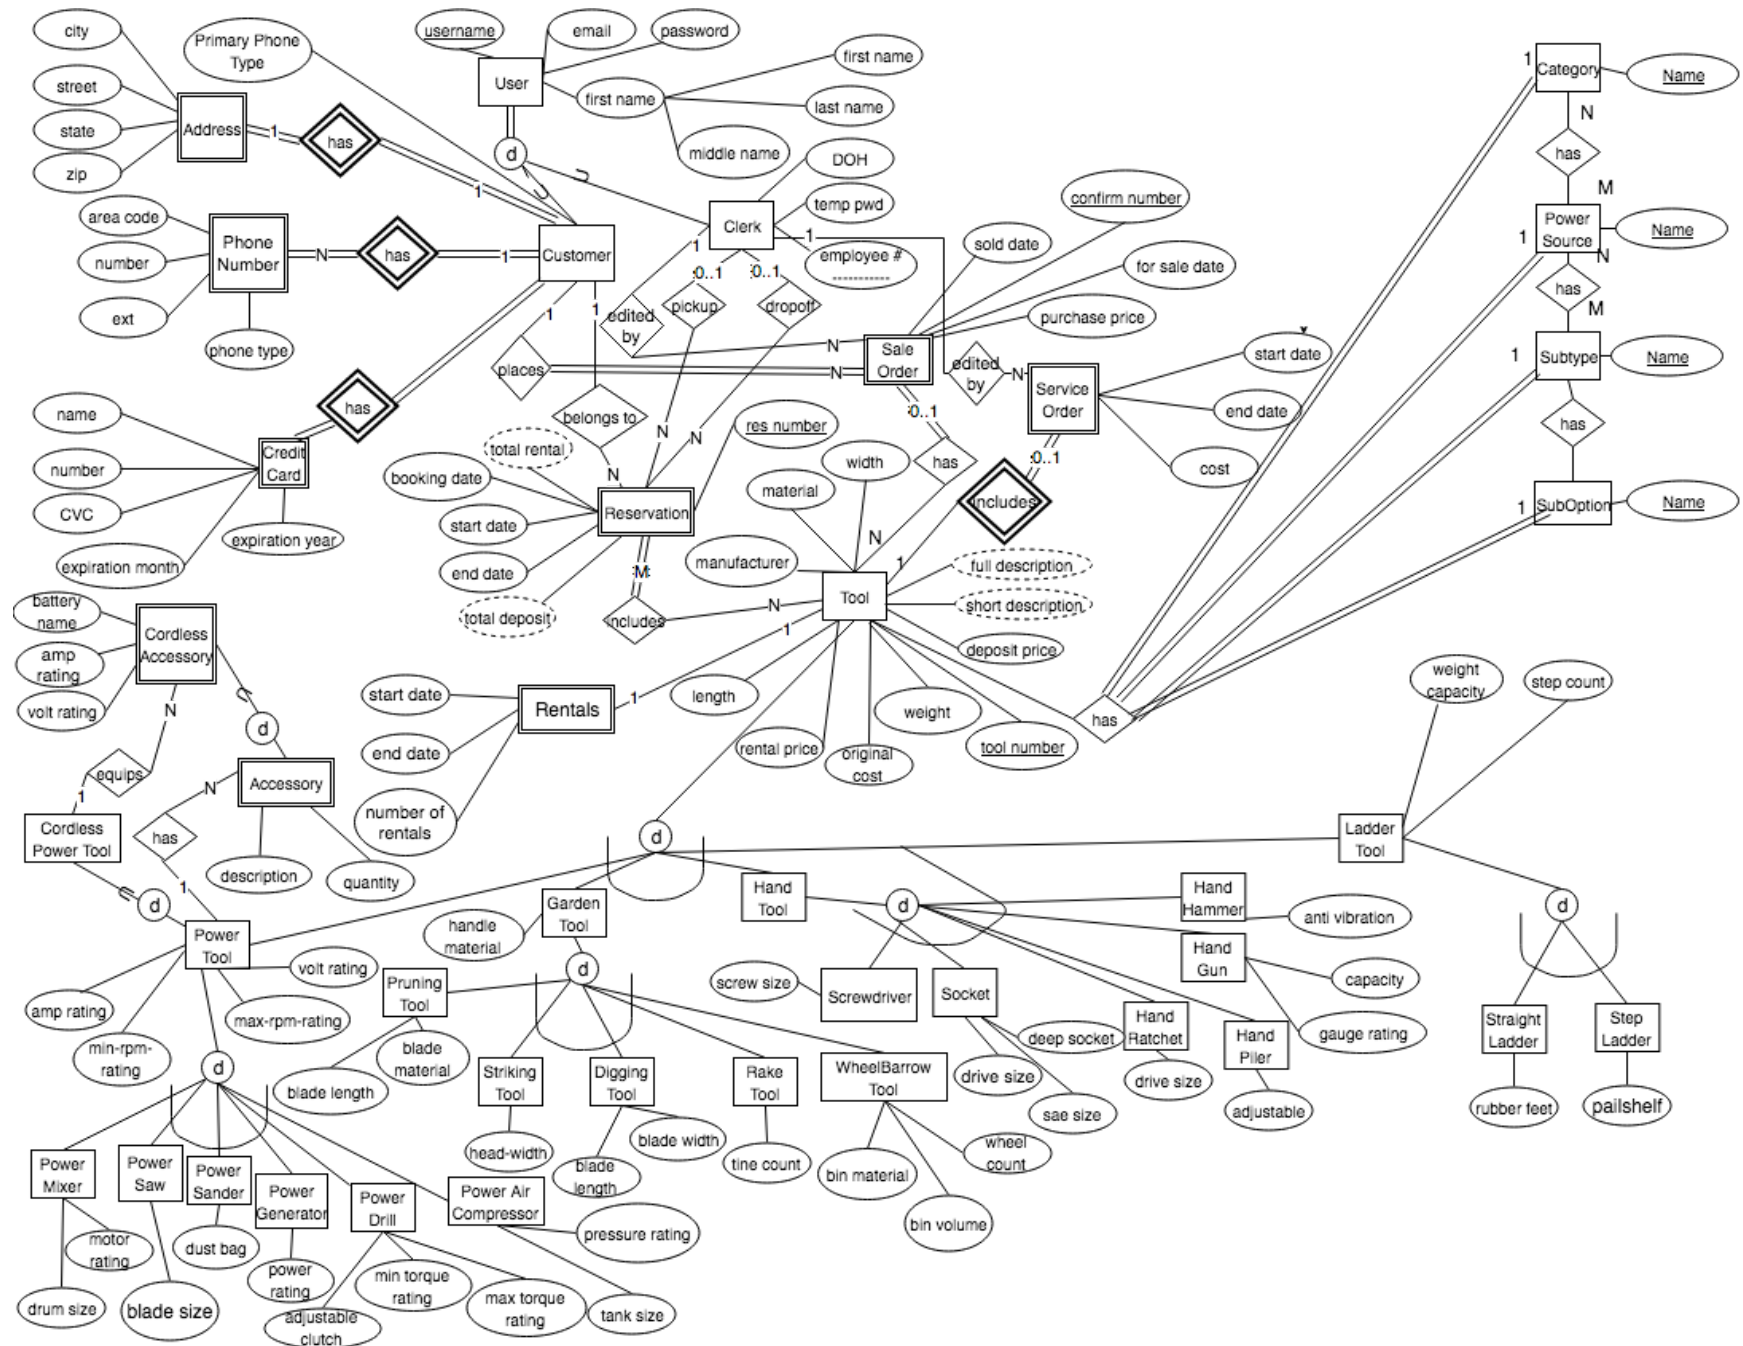 city
Primary Phone
Type
username
email
password
first name
Category
Name
User
street
first name
last name
Address
state
has
d
middle name
DOH
zip
1
N
has
M
area code
Phone
Number
number
ext
phone type
N
has
1
1
Customer
Clerk
temp pwd
employee #
-----------
1
confirm number
sold date
for sale date
purchase price
1
Power
Source
Name
N
has
M
1
0..1
0..1
edited
by
pickup
dropoff
1
1
places
N
N
Sale
Order
edited
by
N
Service
Order
start date
end date
cost
1
Subtype
Name
has
1
SubOption
Name
name
number
CVC
expiration month
has
Credit
Card
expiration year
belongs to
N
N
N
total rental
booking date
start date
end date
total deposit
res number
Reservation
M
includes
N
0..1
has
0..1
includes
N
1
width
material
manufacturer
Tool
full description
short description
deposit price
1
length
rental price
original
cost
weight
tool number
has
battery
name
amp
rating
volt rating
Cordless
Accessory
N
d
equips
1
N
Accessory
Cordless
Power Tool
has
description
quantity
1
d
start date
end date
number of
rentals
Rentals
1
weight
capacity
step count
Ladder
Tool
d
Hand
Tool
d
Hand
Hammer
anti vibration
Hand
Gun
capacity
gauge rating
d
Garden
Tool
handle
material
d
Power
Tool
volt rating
amp rating
min-rpm-
rating
max-rpm-rating
Pruning
Tool
blade length
blade
material
screw size
Screwdriver
Socket
deep socket
drive size
sae size
Hand
Ratchet
drive size
Hand
Piler
adjustable
Straight
Ladder
Step
Ladder
rubber feet
pailshelf
d
Striking
Tool
Digging
Tool
Rake
Tool
WheelBarrow
Tool
head-width
blade
length
blade width
tine count
bin material
wheel
count
bin volume
Power
Mixer
Power
Saw
Power
Sander
Power
Generator
Power
Drill
Power Air
Compressor
motor
rating
dust bag
power
rating
pressure rating
drum size
blade size
adjustable
clutch
min torque
rating
max torque
rating
tank size